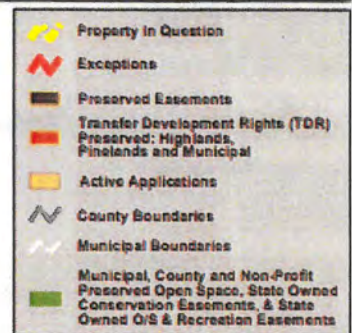 Property In Question
Exceptions
Preserved Easements
Transfer Development Rights (TDR)
Preserved: Highlands,
Pinelands and Municipal
Active Applications
County Boundaries
Municipal Boundaries
Municipal, County and Non-Profit
Preserved Open Space, State Owned
Conservation Easements, & State
Owned O/S & Recreation Easements